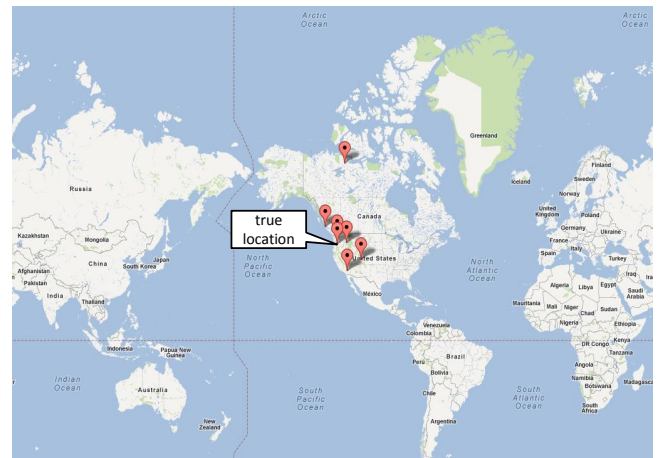 Arctic
Ocean
Arctic
Ocean
Greenland
Iceland
Finland
Sweden
Norway
Russia
Canada
United
Kingdom
Poland
Germany
Ukraine
France
Italy
Spain
Turkey
true
location
Kazakhstan
Mongolia
China
Japan
South Korea
North
Pacific
Ocean
United States
North
Atlantic
Ocean
Afghanistan
Pakistan
India
Thailand
México
Algeria
Libya
Egypt
Iraq
Saudi
Arabia
Mauritania
Mali
Niger
Sudan
Chad
Nigeria
Ethiopia
Venezuela
Colombia
Indonesia
Papua New
Guinea
DR Congo
Kenya
Tanzania
Perú
Brazil
Bolivia
Angola
Namibia
Botswana
Madagascar
Indian
Ocean
Australia
South
Pacific
Ocean
Chile
South
Atlantic
Ocean
South
Africa
New
Zealand
Argentina